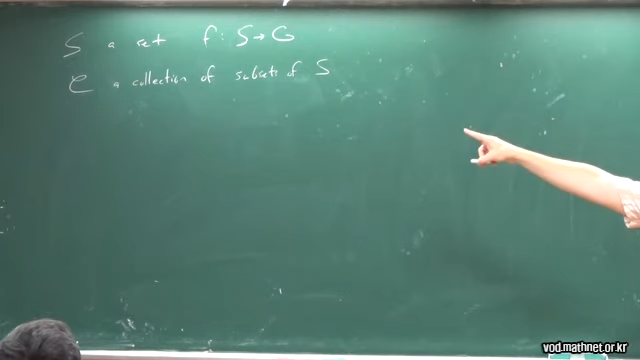 S a set f : S → G
C a collection of subsets of S
vod.mathnet.or.kr